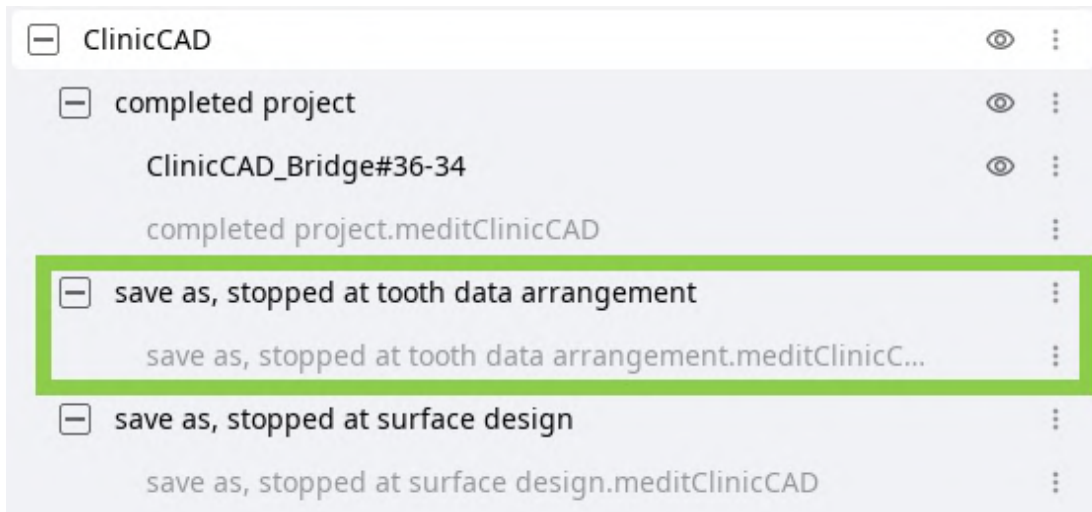 ClinicCAD
completed project
ClinicCAD_Bridge#36-34
completed project.meditClinicCAD
save as, stopped at tooth data arrangement
save as, stopped at tooth data arrangement.meditClinicC...
save as, stopped at surface design
save as, stopped at surface design.meditClinicCAD